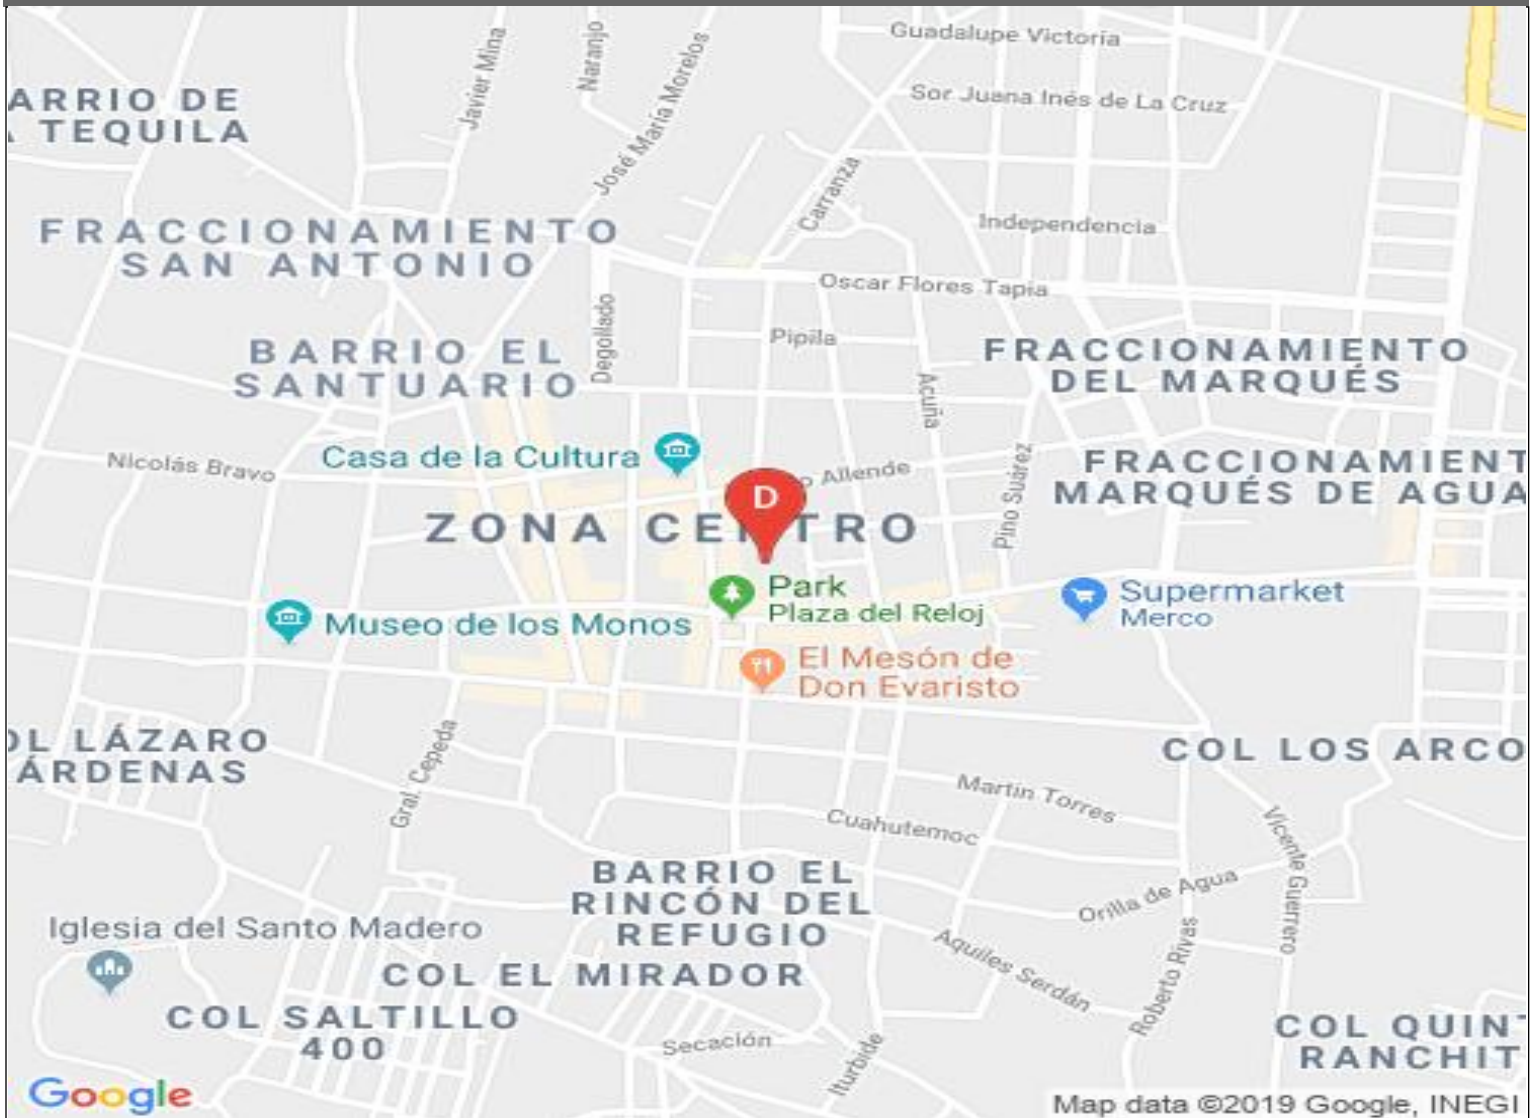 Guadalupe Victoria
Javier Mina
Naranjo
José María Morelos
Sor Juana Inés de La Cruz
ARRIO DE
TEQUILA
Carranza
Independencia
FRACCIONAMIENTO
SAN ANTONIO
Oscar Flores Tapia
Degollado
Pipila
BARRIO EL
SANTUARIO
FRACCIONAMIENTO
DEL MARQUÉS
Acuña
Nicolás Bravo
Casa de la Cultura
D
o Allende
Pino Suárez
FRACCIONAMIENT
MARQUÉS DE AGUA
ZONA CENTRO
Park
Plaza del Reloj
Supermarket
Merco
Museo de los Monos
El Mesón de
Don Evaristo
OL LÁZARO
ÁRDENAS
Gral. Cepeda
COL LOS ARCO
Martin Torres
Cuahutemoc
Vicente Guerrero
BARRIO EL
RINCÓN DEL
REFUGIO
Orilla de Agua
Iglesia del Santo Madero
Aquiles Serdán
Roberto Rivas
COL EL MIRADOR
COL SALTILLO
400
Secación
Iturbide
COL QUIN
RANCHIT
Google
Map data ©2019 Google, INEGI